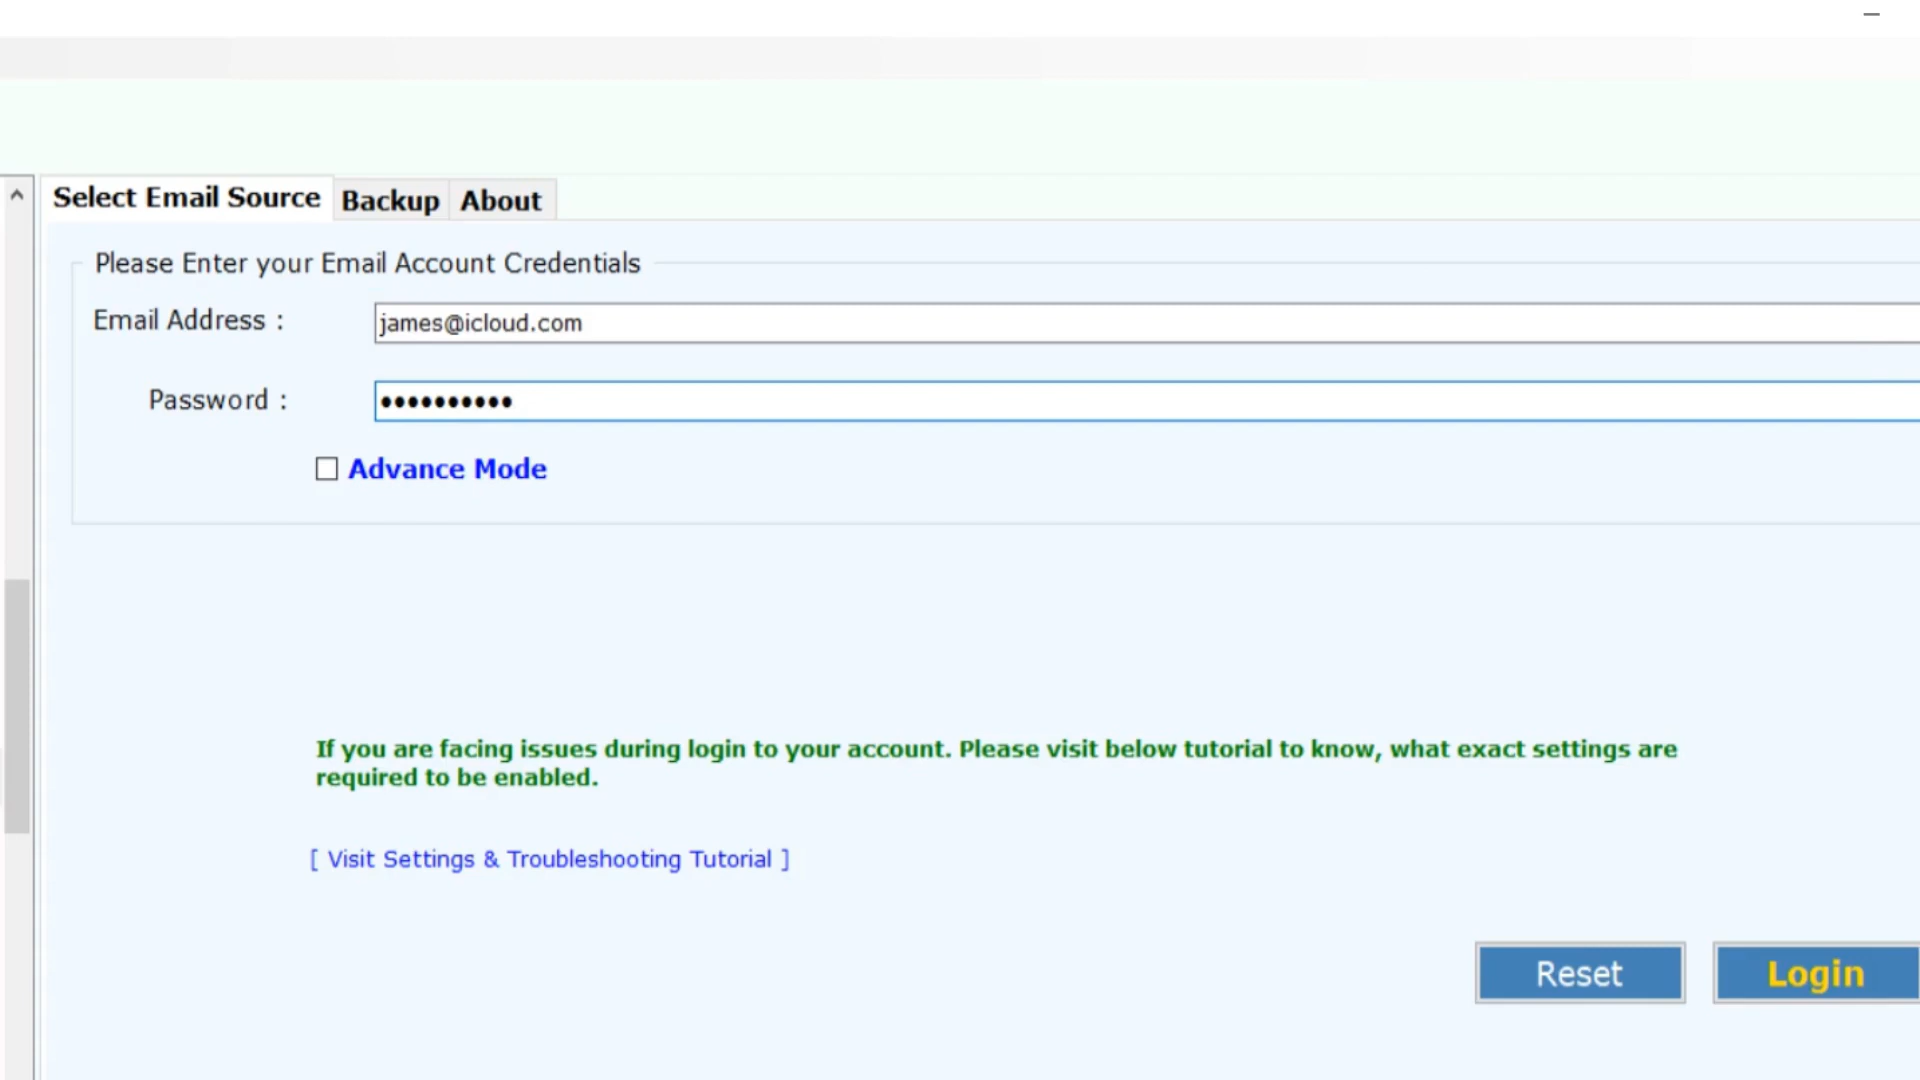 Select Email Source Backup About
Please Enter your Email Account Credentials
Email Address : james@icloud.com
Password : ••••••••••
Advance Mode
If you are facing issues during login to your account. Please visit below tutorial to know, what exact settings are
required to be enabled.
[ Visit Settings & Troubleshooting Tutorial ]
Reset Login